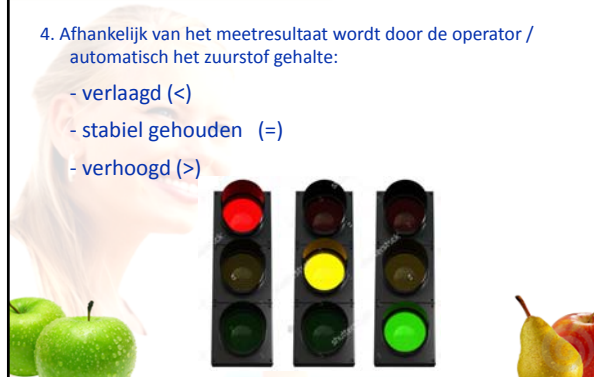 4. Afhankelijk van het meetresultaat wordt door de operator /
automatisch het zuurstof gehalte:
- verlaagd (<)
- stabiel gehouden (=)
- verhoogd (>)